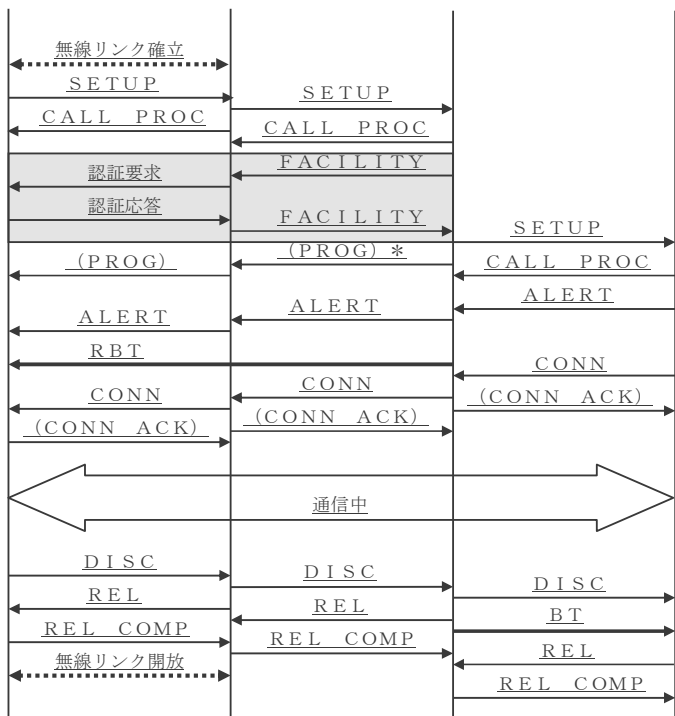 無線リンク確立
ＳＥＴＵＰ
ＳＥＴＵＰ
ＣＡＬＬ　ＰＲＯＣ
ＣＡＬＬ　ＰＲＯＣ
ＦＡＣＩＬＩＴＹ
認証要求
認証応答
ＦＡＣＩＬＩＴＹ
ＳＥＴＵＰ
（ＰＲＯＧ）＊
（ＰＲＯＧ）
ＣＡＬＬ　ＰＲＯＣ
ＡＬＥＲＴ
ＡＬＥＲＴ
ＡＬＥＲＴ
ＲＢＴ
ＣＯＮＮ
ＣＯＮＮ
ＣＯＮＮ
（ＣＯＮＮ　ＡＣＫ）
（ＣＯＮＮ　ＡＣＫ）
（ＣＯＮＮ　ＡＣＫ）
通信中
ＤＩＳＣ
ＤＩＳＣ
ＤＩＳＣ
ＲＥＬ
ＲＥＬ
ＢＴ
ＲＥＬ　ＣＯＭＰ
ＲＥＬ　ＣＯＭＰ
ＲＥＬ
無線リンク開放
ＲＥＬ　ＣＯＭＰ